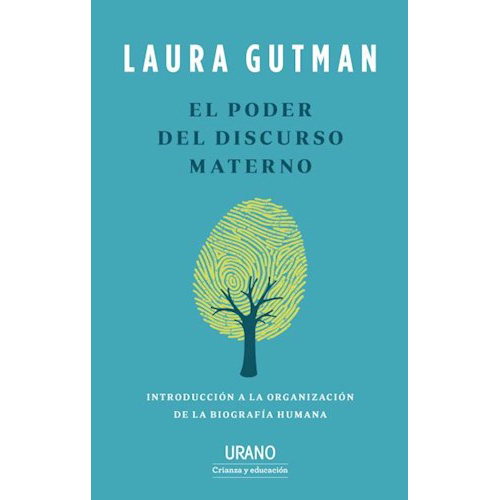 LAURA GUTMAN
EL PODER
DEL DISCURSO
MATERNO
INTRODUCCIÓN A LA ORGANIZACIÓN
DE LA BIOGRAFÍA HUMANA
URANO
Crianza y educación